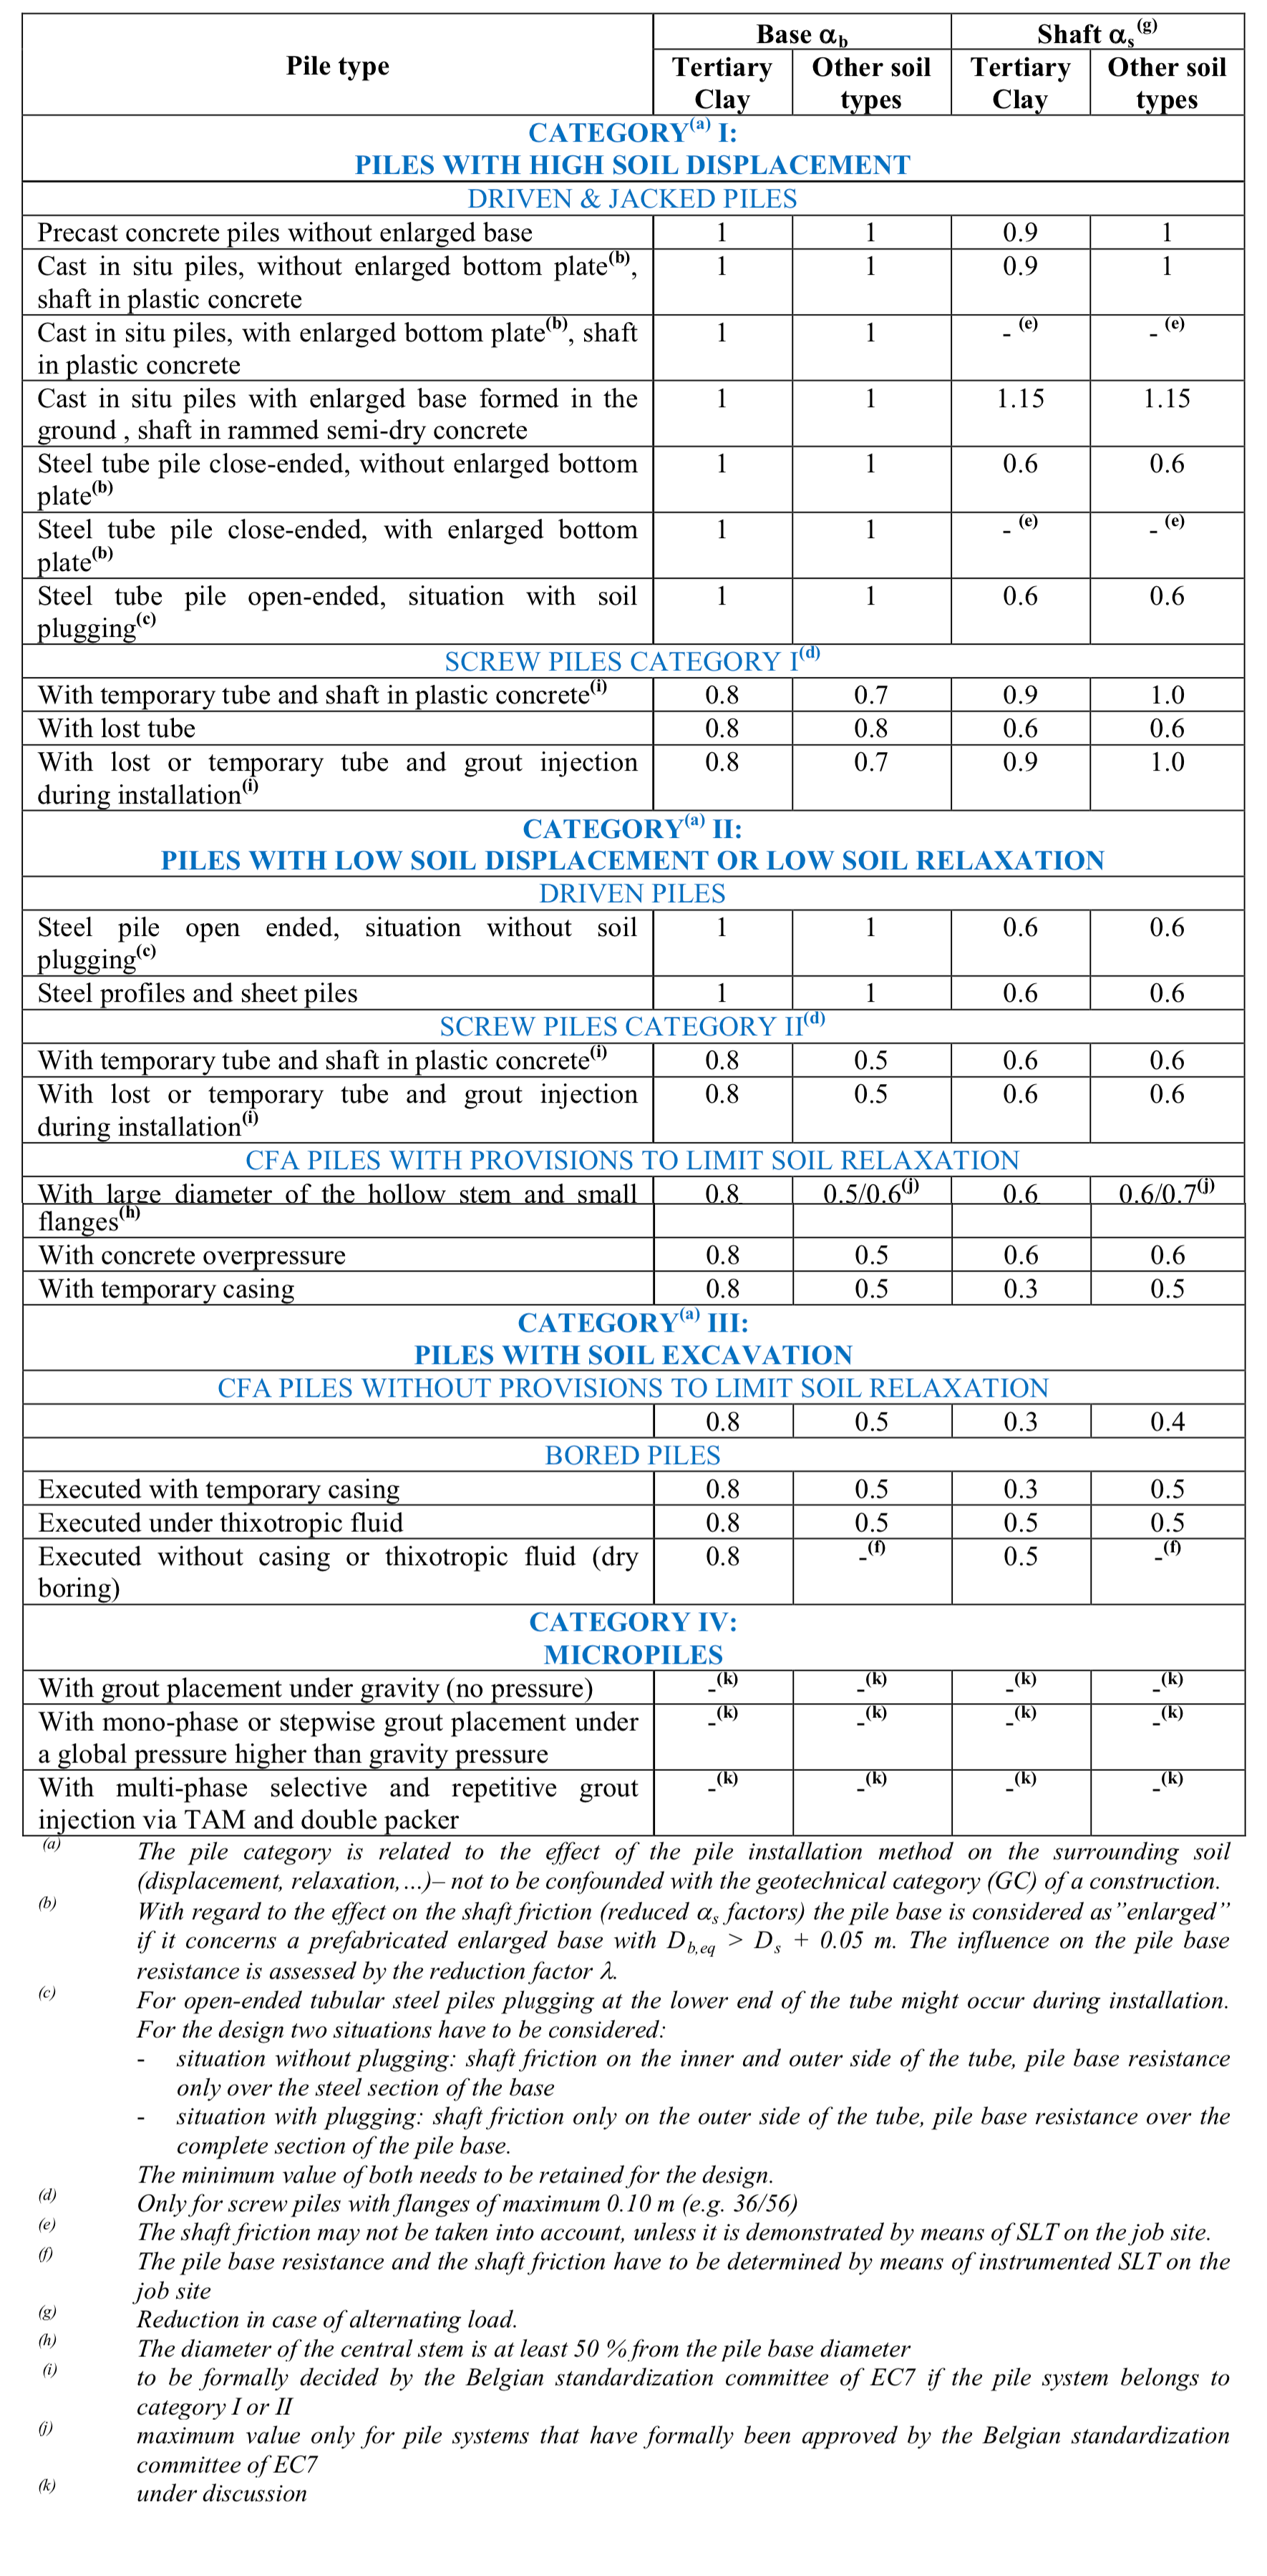 Pile type
Base αb
Shaft αs(g)
Tertiary Clay
Other soil types
Tertiary Clay
Other soil types
CATEGORY(a) I:
PILES WITH HIGH SOIL DISPLACEMENT
DRIVEN & JACKED PILES
Precast concrete piles without enlarged base 1 1 0.9 1
Cast in situ piles, without enlarged bottom plate(b), 1 1 0.9 1
shaft in plastic concrete
Cast in situ piles, with enlarged bottom plate(b), shaft 1 1 - (e) - (e)
in plastic concrete
Cast in situ piles with enlarged base formed in the 1 1 1.15 1.15
ground , shaft in rammed semi-dry concrete
Steel tube pile close-ended, without enlarged bottom 1 1 0.6 0.6
plate(b)
Steel tube pile close-ended, with enlarged bottom 1 1 - (e) - (e)
plate(b)
Steel tube pile open-ended, situation with soil 1 1 0.6 0.6
plugging(c)
SCREW PILES CATEGORY I(d)
With temporary tube and shaft in plastic concrete(i) 0.8 0.7 0.9 1.0
With lost tube 0.8 0.8 0.6 0.6
With lost or temporary tube and grout injection 0.8 0.7 0.9 1.0
during installation(i)
CATEGORY(a) II:
PILES WITH LOW SOIL DISPLACEMENT OR LOW SOIL RELAXATION
DRIVEN PILES
Steel pile open ended, situation without soil 1 1 0.6 0.6
plugging(c)
Steel profiles and sheet piles 1 1 0.6 0.6
SCREW PILES CATEGORY II(d)
With temporary tube and shaft in plastic concrete(i) 0.8 0.5 0.6 0.6
With lost or temporary tube and grout injection 0.8 0.5 0.6 0.6
during installation(i)
CFA PILES WITH PROVISIONS TO LIMIT SOIL RELAXATION
With large diameter of the hollow stem and small 0.8 0.5/0.6(j) 0.6 0.6/0.7(j)
flanges(h)
With concrete overpressure 0.8 0.5 0.6 0.6
With temporary casing 0.8 0.5 0.3 0.5
CATEGORY(a) III:
PILES WITH SOIL EXCAVATION
CFA PILES WITHOUT PROVISIONS TO LIMIT SOIL RELAXATION
0.8 0.5 0.3 0.4
BORED PILES
Executed with temporary casing 0.8 0.5 0.3 0.5
Executed under thixotropic fluid 0.8 0.5 0.5 0.5
Executed without casing or thixotropic fluid (dry 0.8 -(f) 0.5 -(f)
boring)
CATEGORY IV:
MICROPILES
With grout placement under gravity (no pressure) -(k) -(k) -(k) -(k)
With mono-phase or stepwise grout placement under -(k) -(k) -(k) -(k)
a global pressure higher than gravity pressure
With multi-phase selective and repetitive grout -(k) -(k) -(k) -(k)
injection via TAM and double packer
(a) The pile category is related to the effect of the pile installation method on the surrounding soil
(displacement, relaxation,...)– not to be confounded with the geotechnical category (GC) of a construction.
(b) With regard to the effect on the shaft friction (reduced αs factors) the pile base is considered as”enlarged”
if it concerns a prefabricated enlarged base with Db,eq > Ds + 0.05 m. The influence on the pile base
resistance is assessed by the reduction factor λ.
(c) For open-ended tubular steel piles plugging at the lower end of the tube might occur during installation.
For the design two situations have to be considered:
- situation without plugging: shaft friction on the inner and outer side of the tube, pile base resistance
only over the steel section of the base
- situation with plugging: shaft friction only on the outer side of the tube, pile base resistance over the
complete section of the pile base.
The minimum value of both needs to be retained for the design.
(d) Only for screw piles with flanges of maximum 0.10 m (e.g. 36/56)
(e) The shaft friction may not be taken into account, unless it is demonstrated by means of SLT on the job site.
(f) The pile base resistance and the shaft friction have to be determined by means of instrumented SLT on the
job site
(g) Reduction in case of alternating load.
(h) The diameter of the central stem is at least 50 % from the pile base diameter
(i) to be formally decided by the Belgian standardization committee of EC7 if the pile system belongs to
category I or II
(j) maximum value only for pile systems that have formally been approved by the Belgian standardization
committee of EC7
(k) under discussion